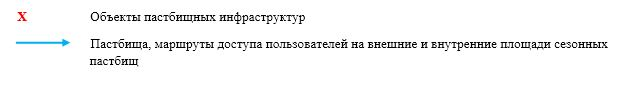 X Объекты пастбищных инфраструктур
Пастбища, маршруты доступа пользователей на внешние и внутренние площади сезонных
пастбищ